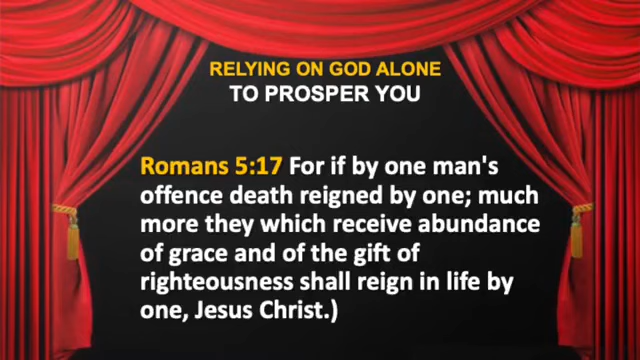 RELYING ON GOD ALONE
TO PROSPER YOU
Romans 5:17 For if by one man's
offence death reigned by one; much
more they which receive abundance
of grace and of the gift of
righteousness shall reign in life by
one, Jesus Christ.)